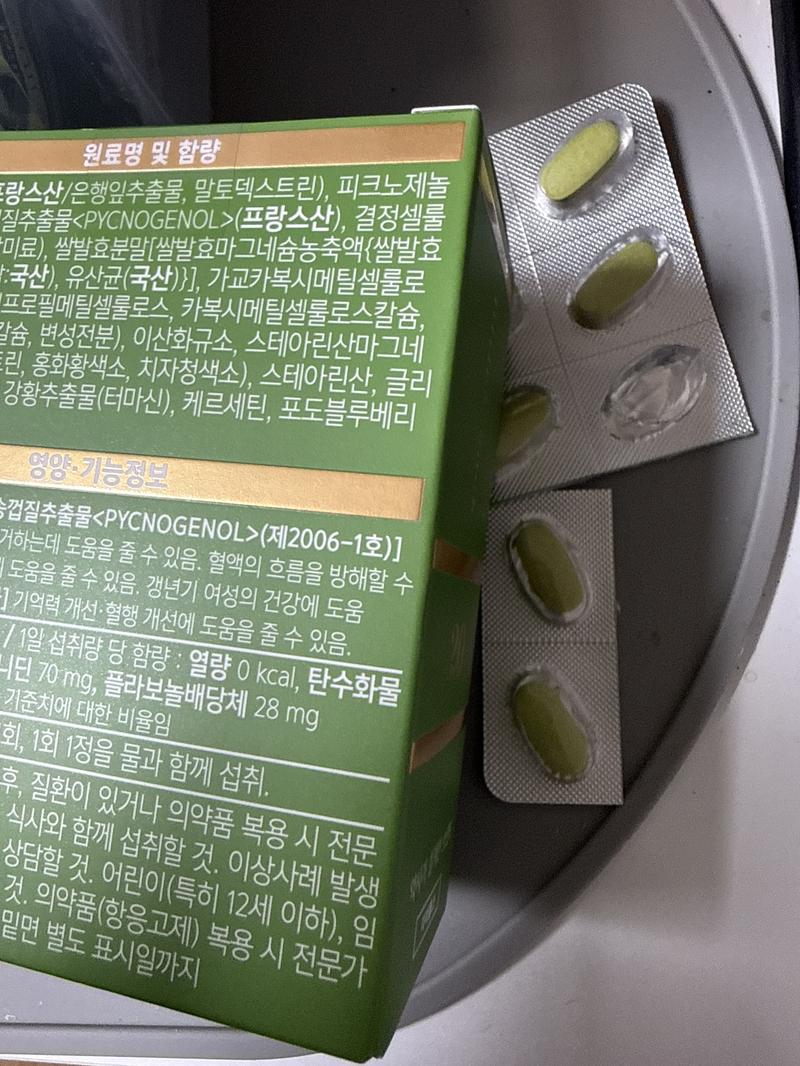 원료명 및 함량
프랑스산/은행잎추출물, 말토덱스트린), 피크노제놀
질추출물<PYCNOGENOL>(프랑스산), 결정셀룰
미료), 쌀발효분말[쌀발효마그네슘농축액{쌀발효
국산), 유산균(국산)}], 가교카복시메틸셀룰로
프로필메틸셀룰로스, 카복시메틸셀룰로스칼슘,
칼슘, 변성전분), 이산화규소, 스테아린산마그네
트린, 홍화황색소, 치자청색소), 스테아린산, 글리
강황추출물(터마신), 케르세틴, 포도블루베리
영양·기능정보
껍질추출물<PYCNOGENOL>(제2006-1호)]
거하는데 도움을 줄 수 있음. 혈액의 흐름을 방해할 수
도움을 줄 수 있음. 갱년기 여성의 건강에 도움
기억력 개선·혈행 개선에 도움을 줄 수 있음.
/ 1일 섭취량 당 함량 : 열량 0 kcal, 탄수화물
니딘 70 mg, 플라보놀배당체 28 mg
기준치에 대한 비율임
회, 1회 1정을 물과 함께 섭취.
후, 질환이 있거나 의약품 복용 시 전문
식사와 함께 섭취할 것. 이상사례 발생
상담할 것. 어린이(특히 12세 이하), 임
것. 의약품(항응고제) 복용 시 전문가
밑면 별도 표시일까지